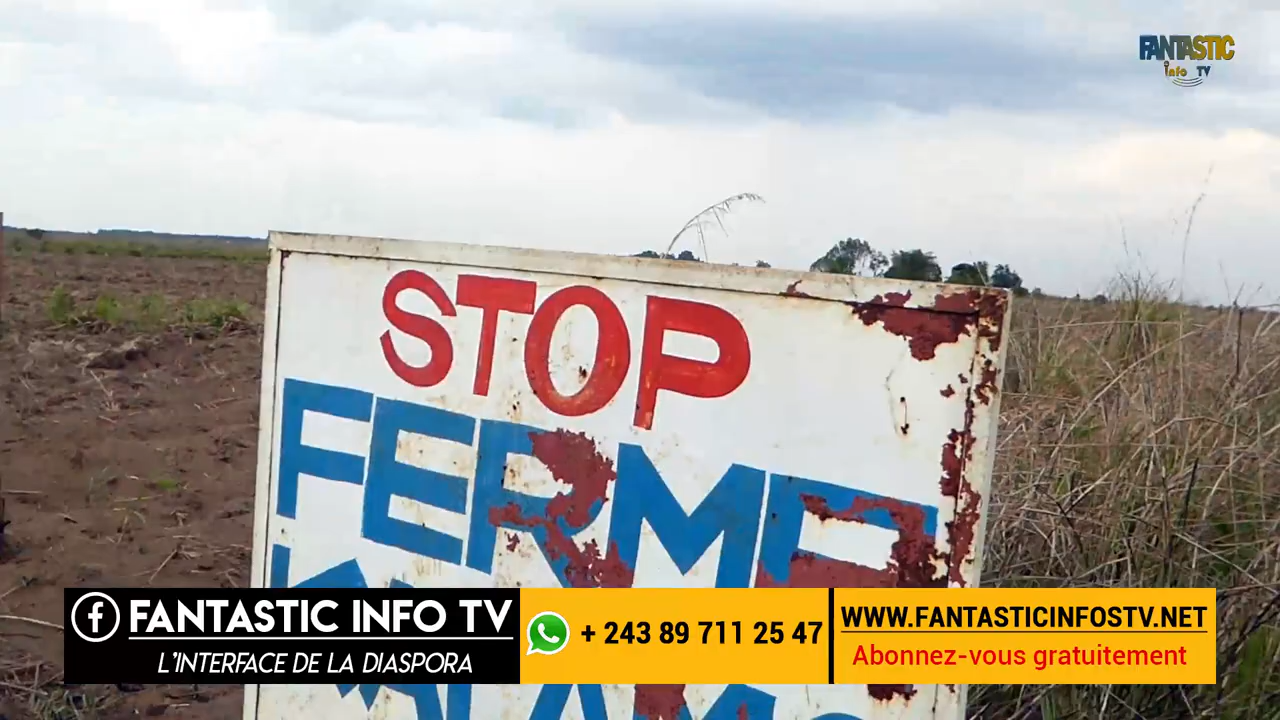 FANTASTIC
Info TV
STOP
FERME
FANTASTIC INFO TV
L'INTERFACE DE LA DIASPORA
+ 243 89 711 25 47
WWW.FANTASTICINFOSTV.NET
Abonnez-vous gratuitement